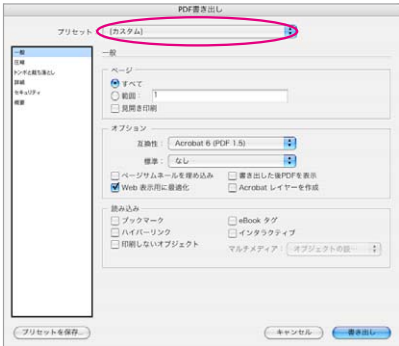 PDF書き出し
プリセット: [カスタム]
一般
圧縮
トンボと裁ち落とし
詳細
セキュリティ
概要
一般
ページ
すべて
範囲: 1
見開き印刷
オプション
互換性: Acrobat 6 (PDF 1.5)
標準: なし
ページサムネールを埋め込み 書き出した後PDFを表示
Web 表示用に最適化 Acrobat レイヤーを作成
読み込み
ブックマーク eBook タグ
ハイパーリンク インタラクティブ
印刷しないオブジェクト マルチメディア: オブジェクトの設…
プリセットを保存... キャンセル 書き出し